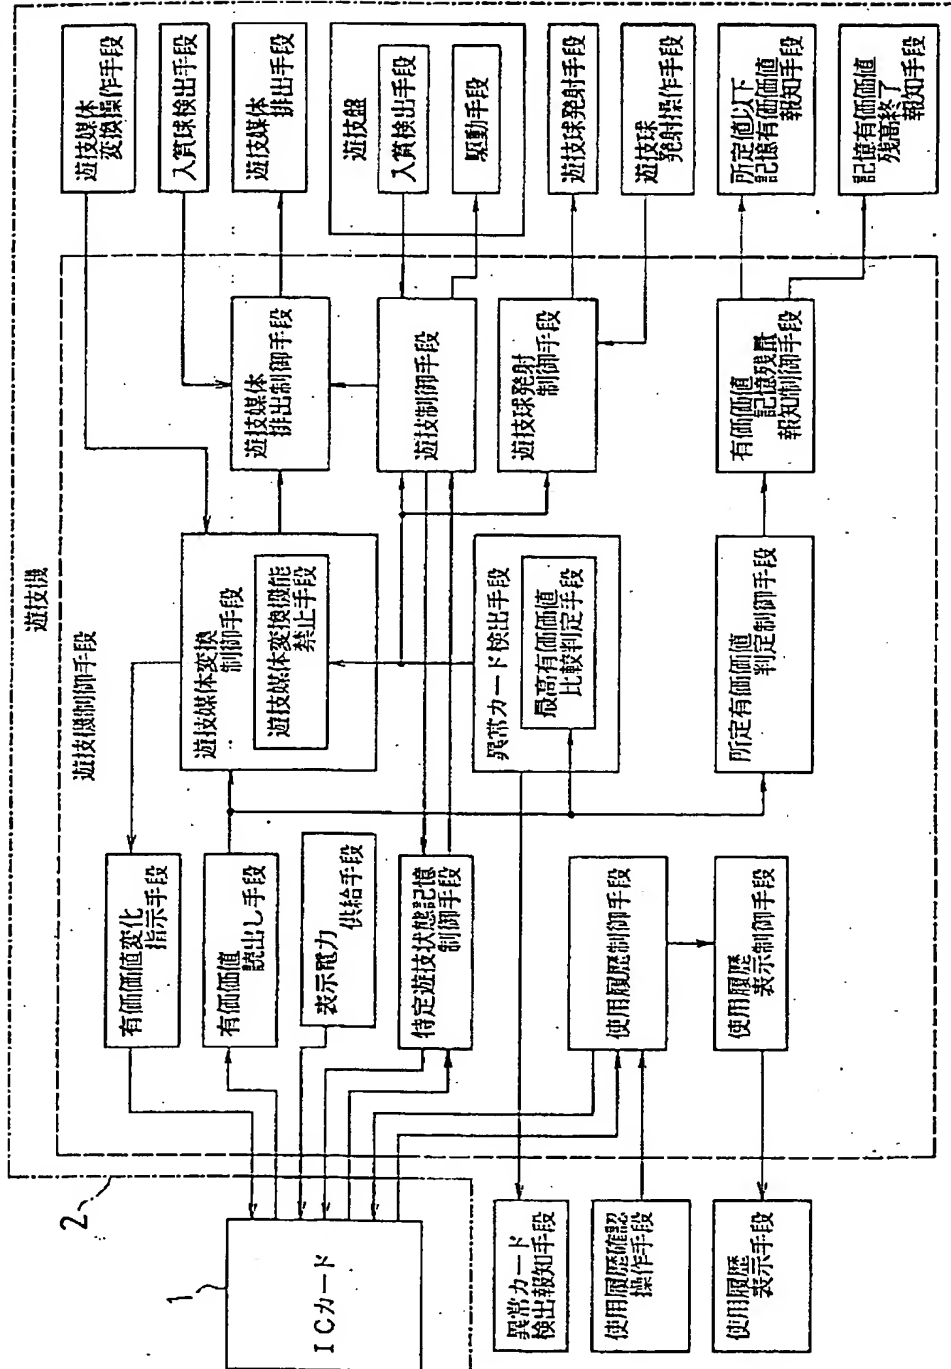 遊技機
遊技機制御手段
1
ICカード
2
有価価値変化
指示手段
有価価値
読出し手段
表示電力
供給手段
特定遊技状態記憶
制御手段
使用履歴制御手段
使用履歴
表示制御手段
異常カード
検出報知手段
使用履歴確認
操作手段
使用履歴
表示手段
遊技媒体変換
制御手段
遊技媒体変換機能
禁止手段
異常カード検出手段
最高有価価値
比較判定手段
所定有価価値
判定制御手段
遊技媒体
排出制御手段
遊技制御手段
遊技球発射
制御手段
有価価値
記憶残量
報知制御手段
遊技媒体
変換操作手段
入賞球検出手段
遊技媒体
排出手段
遊技盤
入賞検出手段
駆動手段
遊技球発射手段
遊技球
発射操作手段
所定値以下
記憶有価価値
報知手段
記憶有価価値
残高終了
報知手段